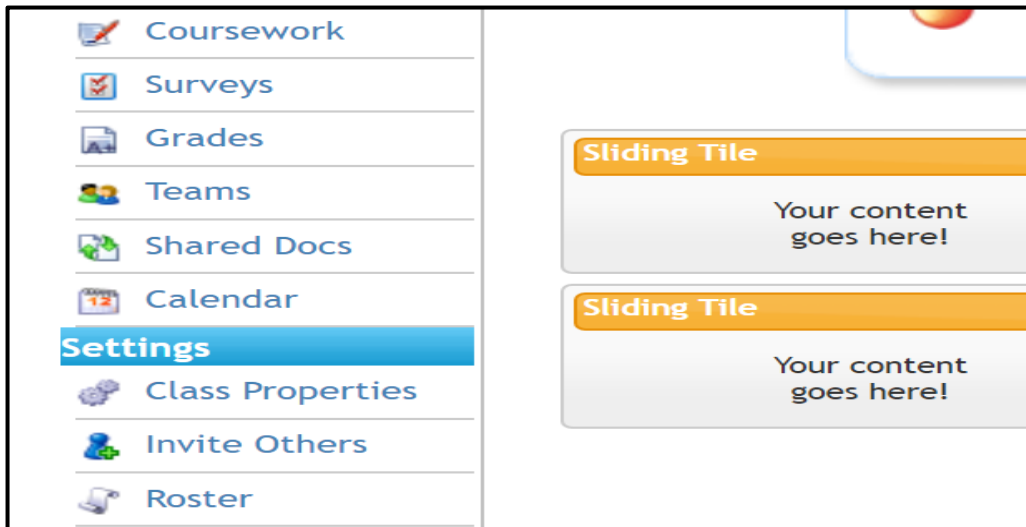 Coursework
Surveys
Grades
Teams
Shared Docs
12
Calendar
Settings
Class Properties
Invite Others
Roster
Sliding Tile
Your content
goes here!
Sliding Tile
Your content
goes here!